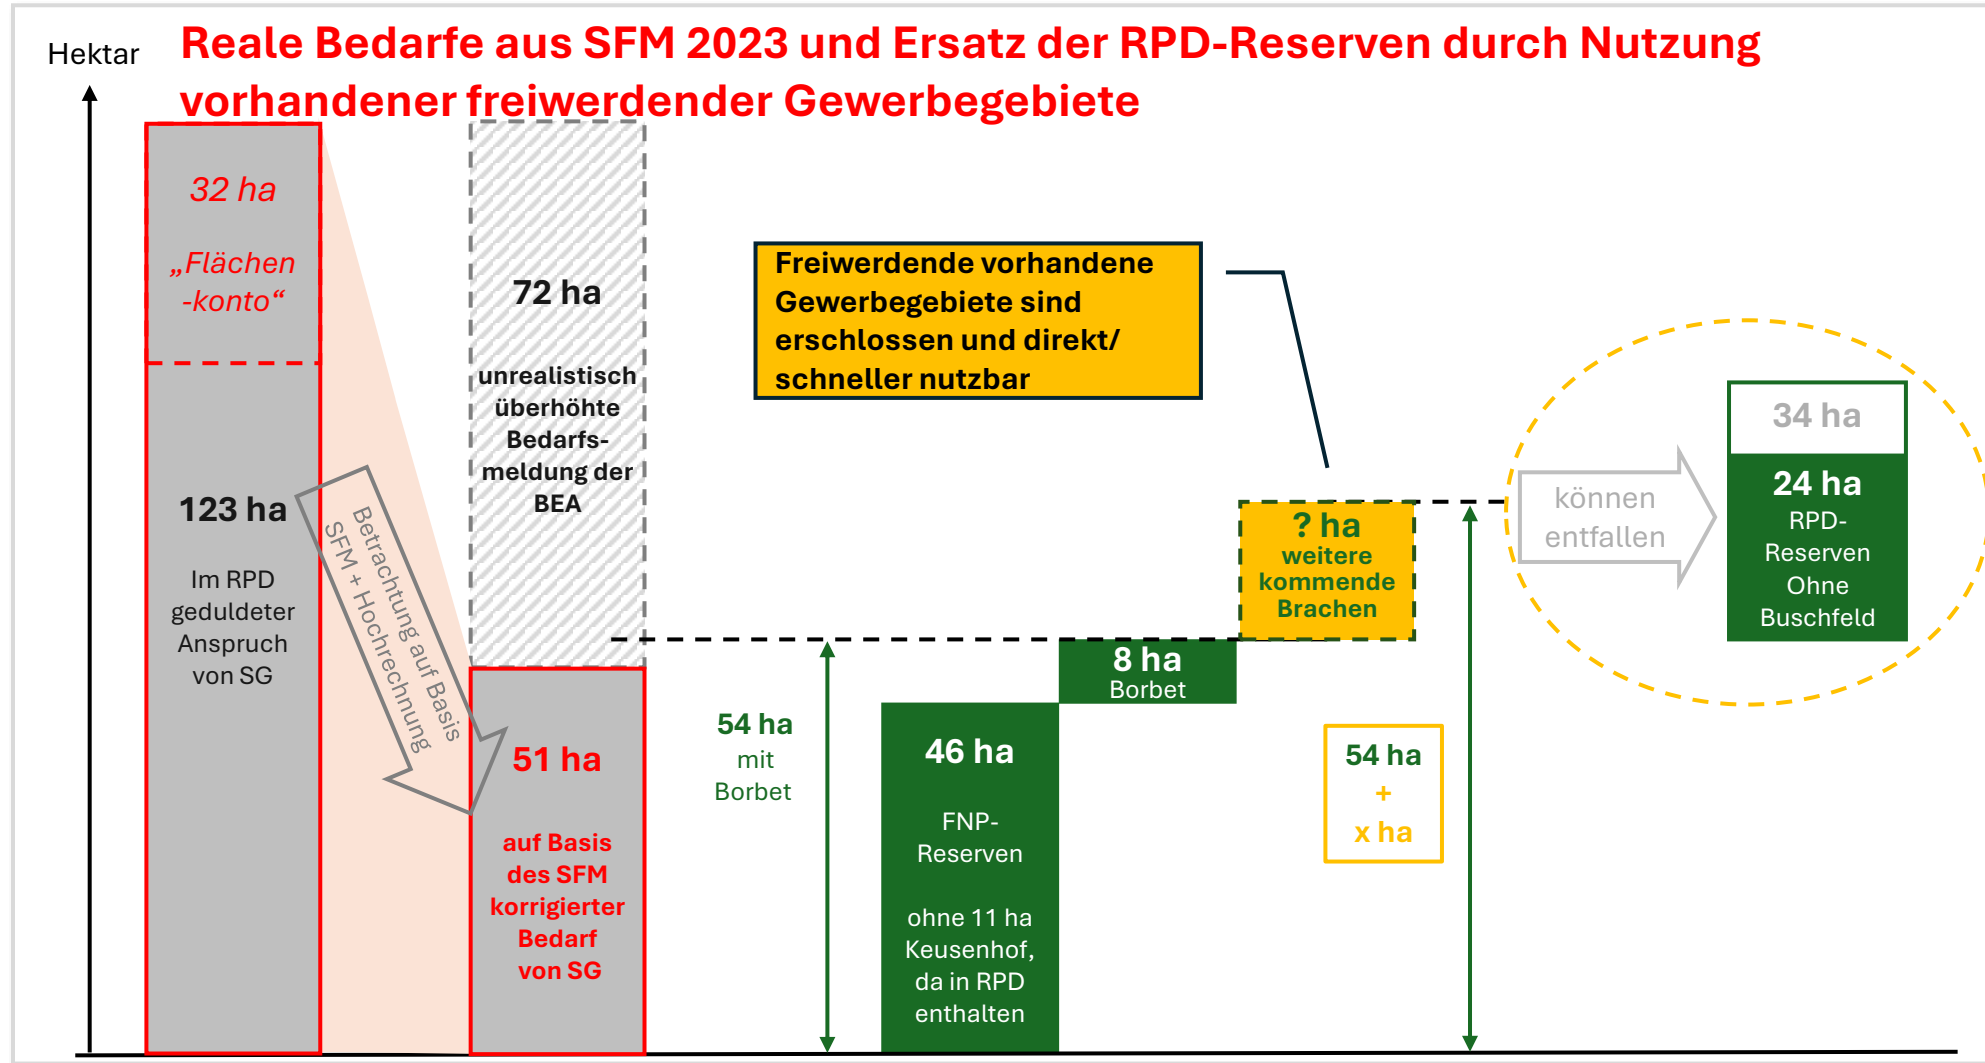 Hektar
Reale Bedarfe aus SFM 2023 und Ersatz der RPD-Reserven durch Nutzung
vorhandener freiwerdender Gewerbegebiete
32 ha
„Flächen
-konto“
123 ha
Im RPD
geduldeter
Anspruch
von SG
Betrachtung auf Basis
SFM + Hochrechnung
72 ha
unrealistisch
überhöhte
Bedarfs-
meldung der
BEA
51 ha
auf Basis
des SFM
korrigierter
Bedarf
von SG
54 ha
mit
Borbet
46 ha
FNP-
Reserven
ohne 11 ha
Keusenhof,
da in RPD
enthalten
8 ha
Borbet
Freiwerdende vorhandene
Gewerbegebiete sind
erschlossen und direkt/
schneller nutzbar
? ha
weitere
kommende
Brachen
54 ha
+
x ha
können
entfallen
34 ha
24 ha
RPD-
Reserven
Ohne
Buschfeld